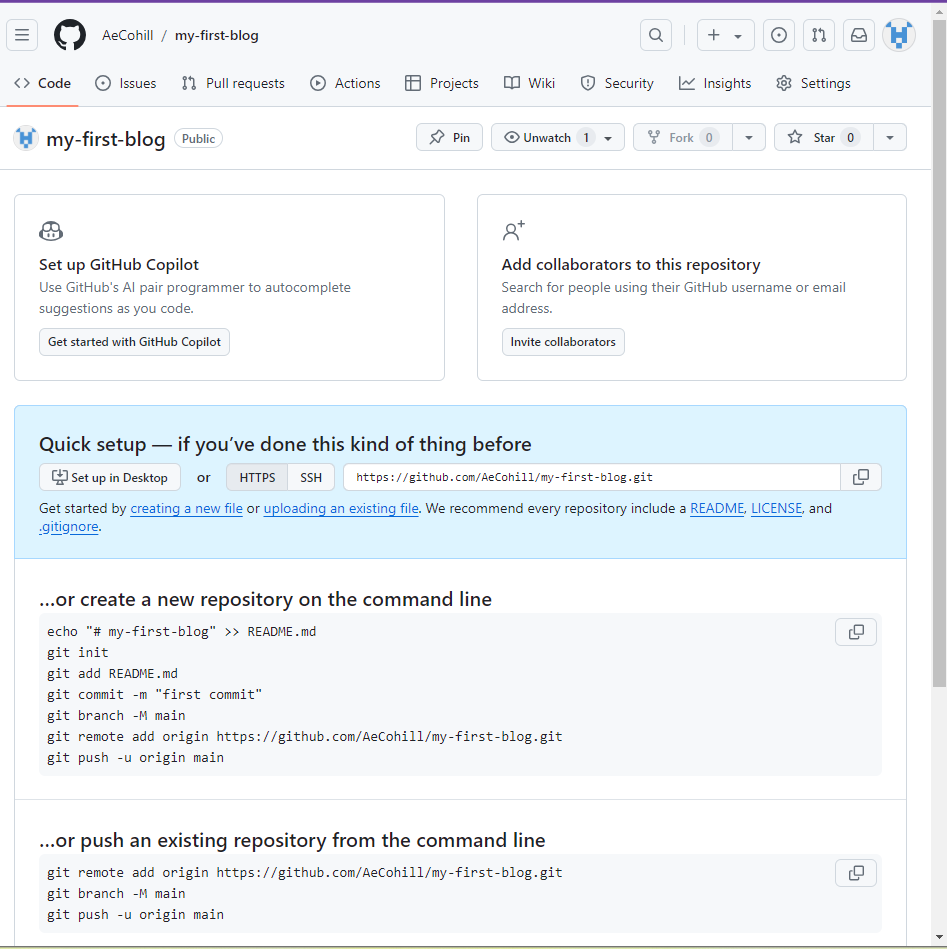 AeCohill / my-first-blog
Code Issues Pull requests Actions Projects Wiki Security Insights Settings
my-first-blog Public Pin Unwatch 1 Fork 0 Star 0
Set up GitHub Copilot
Use GitHub's AI pair programmer to autocomplete
suggestions as you code.
Get started with GitHub Copilot
Add collaborators to this repository
Search for people using their GitHub username or email
address.
Invite collaborators
Quick setup — if you’ve done this kind of thing before
Set up in Desktop or HTTPS SSH https://github.com/AeCohill/my-first-blog.git
Get started by creating a new file or uploading an existing file. We recommend every repository include a README, LICENSE, and
.gitignore.
…or create a new repository on the command line
echo "# my-first-blog" >> README.md
git init
git add README.md
git commit -m "first commit"
git branch -M main
git remote add origin https://github.com/AeCohill/my-first-blog.git
git push -u origin main
…or push an existing repository from the command line
git remote add origin https://github.com/AeCohill/my-first-blog.git
git branch -M main
git push -u origin main